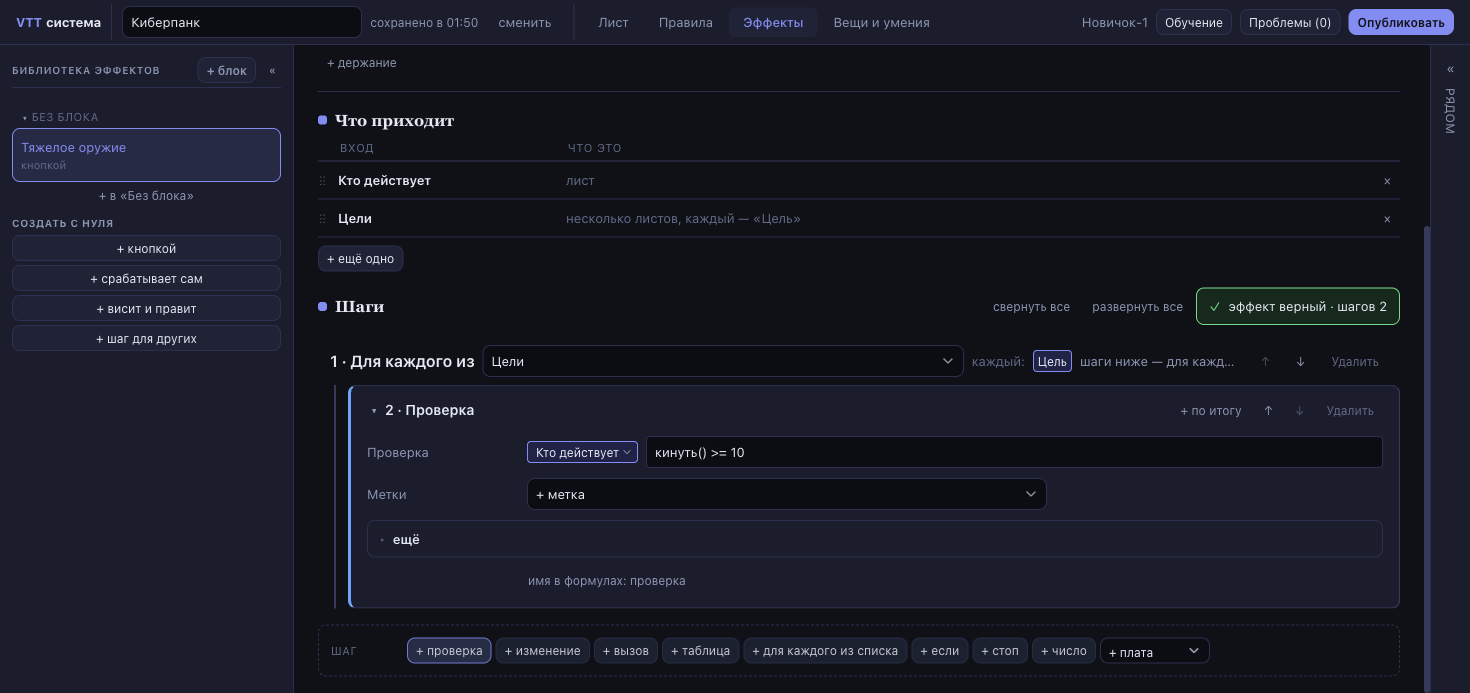 VTT система
Киберпанк
сохранено в 01:50
сменить
Лист
Правила
Эффекты
Вещи и умения
Новичок-1
Обучение
Проблемы (0)
Опубликовать
БИБЛИОТЕКА ЭФФЕКТОВ
+ блок
«
▾ БЕЗ БЛОКА
Тяжелое оружие
кнопкой
+ в «Без блока»
СОЗДАТЬ С НУЛЯ
+ кнопкой
+ срабатывает сам
+ висит и правит
+ шаг для других
+ держание
Что приходит
ВХОД
ЧТО ЭТО
Кто действует
лист
×
Цели
несколько листов, каждый — «Цель»
×
+ ещё одно
Шаги
свернуть все
развернуть все
✓ эффект верный · шагов 2
1 · Для каждого из
Цели
каждый:
Цель
шаги ниже — для кажд...
↑
↓
Удалить
▾ 2 · Проверка
+ по итогу
↑
↓
Удалить
Проверка
Кто действует
кинуть() >= 10
Метки
+ метка
▸ ещё
имя в формулах: проверка
ШАГ
+ проверка
+ изменение
+ вызов
+ таблица
+ для каждого из списка
+ если
+ стоп
+ число
+ плата
«
РЯДОМ